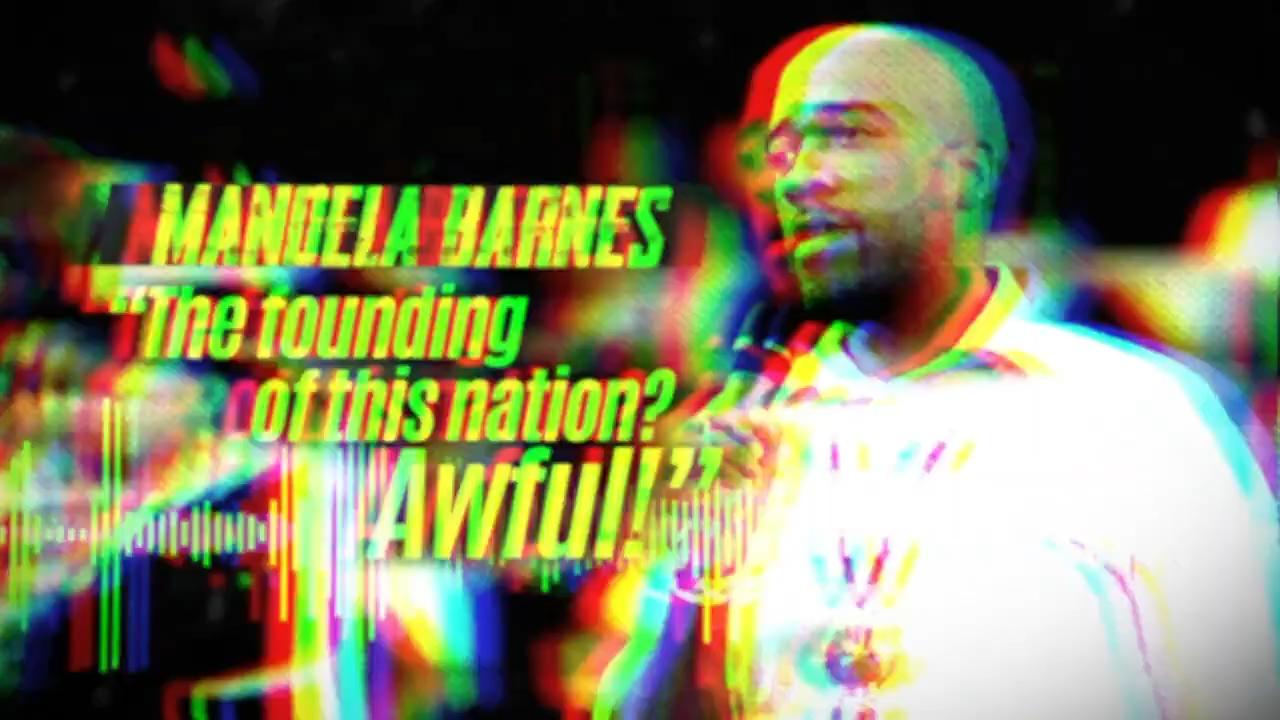 MANDELA BARNES
“The founding
of this nation?
Awful!”